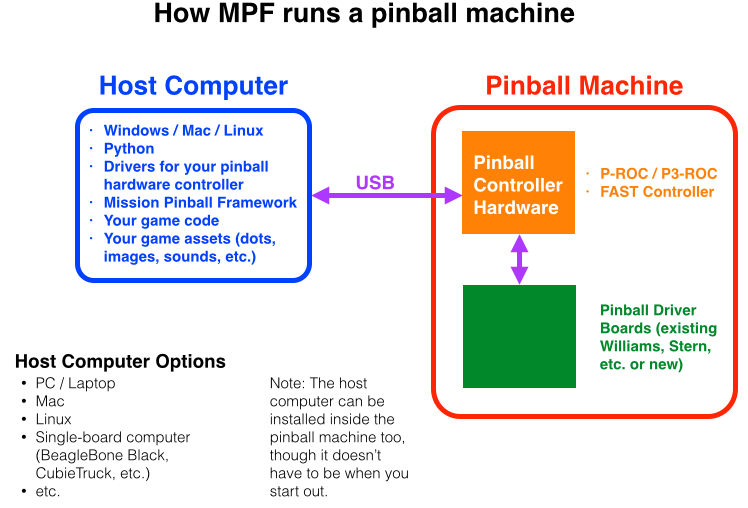 How MPF runs a pinball machine
Host Computer
· Windows / Mac / Linux
· Python
· Drivers for your pinball
hardware controller
· Mission Pinball Framework
· Your game code
· Your game assets (dots,
images, sounds, etc.)
USB
Pinball Machine
Pinball
Controller
Hardware
· P-ROC / P3-ROC
· FAST Controller
Pinball Driver
Boards (existing
Williams, Stern,
etc. or new)
Host Computer Options
• PC / Laptop
• Mac
• Linux
• Single-board computer
(BeagleBone Black,
CubieTruck, etc.)
• etc.
Note: The host
computer can be
installed inside the
pinball machine too,
though it doesn't
have to be when you
start out.